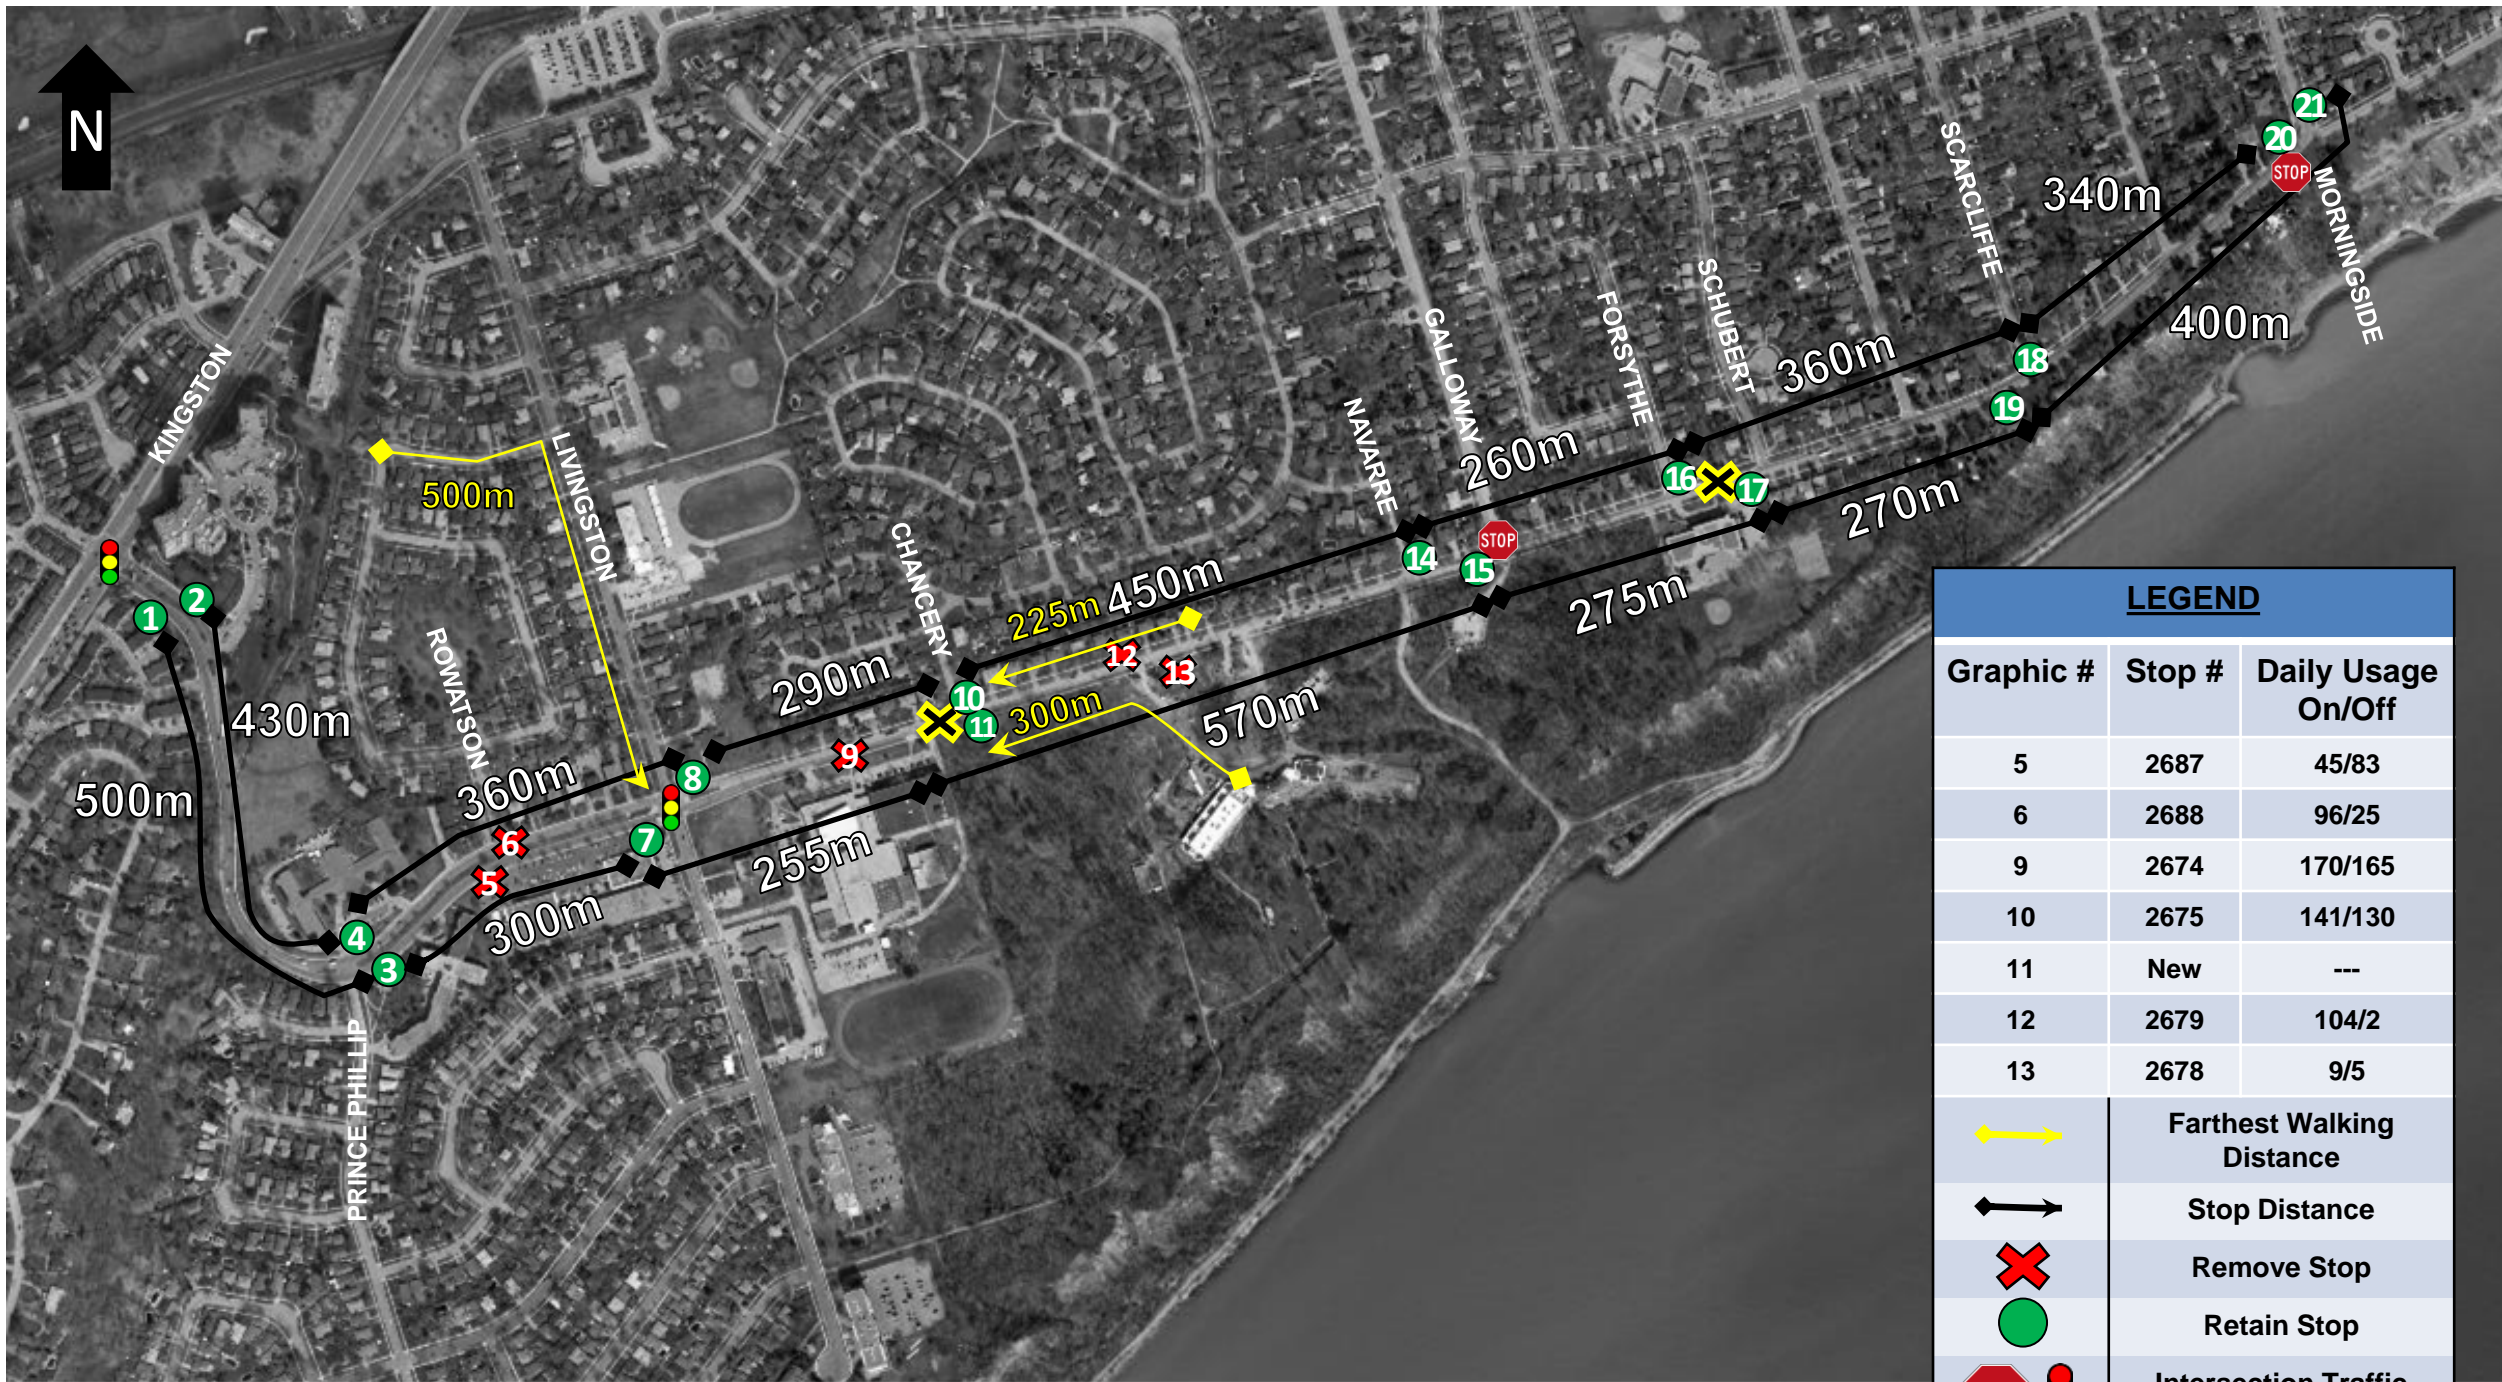 N
KINGSTON
LIVINGSTON
ROWATSON
CHANCERY
NAVARRE
GALLOWAY
FORSYTHE
SCHUBERT
SCARCLIFFE
MORNINGSIDE
PRINCE PHILLIP
500m
430m
500m
360m
300m
290m
255m
225m
450m
300m
570m
260m
275m
360m
270m
340m
400m
1
2
3
4
5
6
7
8
9
10
11
12
13
14
15
16
17
18
19
20
21
STOP
STOP
LEGEND
Graphic # Stop # Daily Usage
On/Off
5 2687 45/83
6 2688 96/25
9 2674 170/165
10 2675 141/130
11 New ---
12 2679 104/2
13 2678 9/5
Farthest Walking
Distance
Stop Distance
Remove Stop
Retain Stop
Intersection Traffic